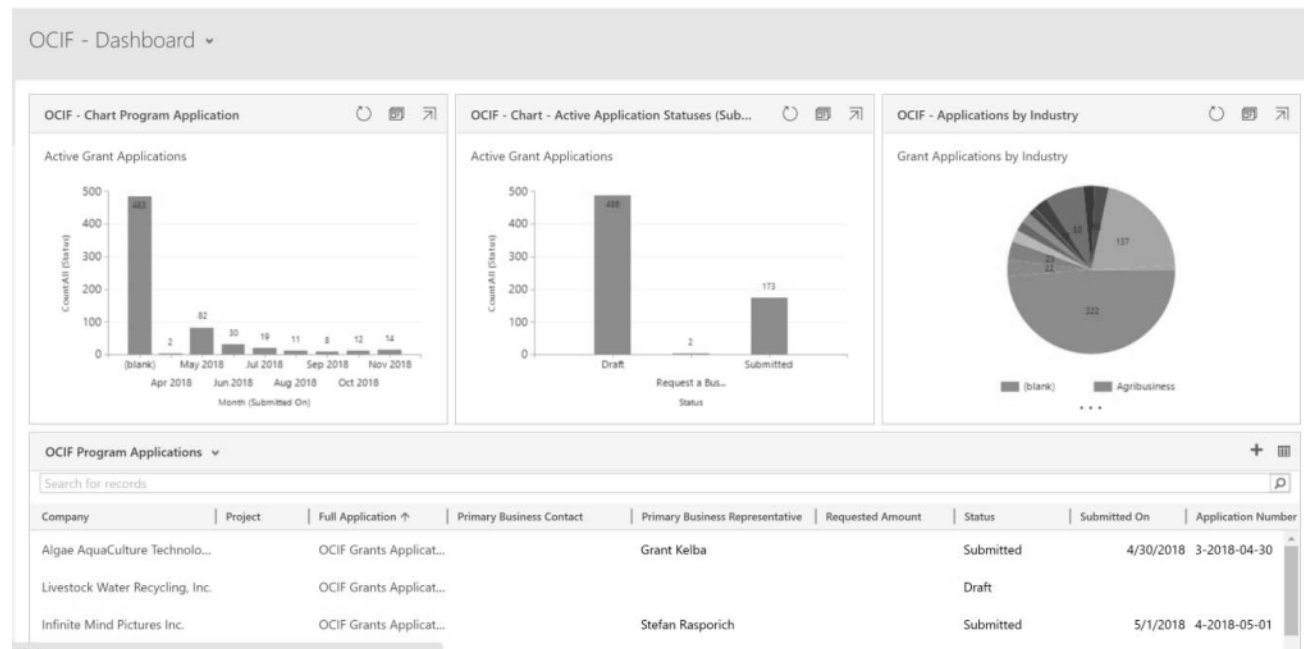 OCIF - Dashboard
OCIF - Chart Program Application
Active Grant Applications
500
400
300
200
100
0
CountAll (Status)
483
2
82
30
19
11
8
12
14
(blank) May 2018 Jul 2018 Sep 2018 Nov 2018
Apr 2018 Jun 2018 Aug 2018 Oct 2018
Month (Submitted On)
OCIF - Chart - Active Application Statuses (Sub...
Active Grant Applications
500
400
300
200
100
0
CountAll (Status)
486
2
173
Draft Submitted
Request a Bus...
Status
OCIF - Applications by Industry
Grant Applications by Industry
137
322
(blank) Agribusiness
...
OCIF Program Applications
Search for records
Company Project Full Application Primary Business Contact Primary Business Representative Requested Amount Status Submitted On Application Number
Algae AquaCulture Technolo... OCIF Grants Applicat... Grant Kelba Submitted 4/30/2018 3-2018-04-30
Livestock Water Recycling, Inc. OCIF Grants Applicat... Draft
Infinite Mind Pictures Inc. OCIF Grants Applicat... Stefan Rasporich Submitted 5/1/2018 4-2018-05-01